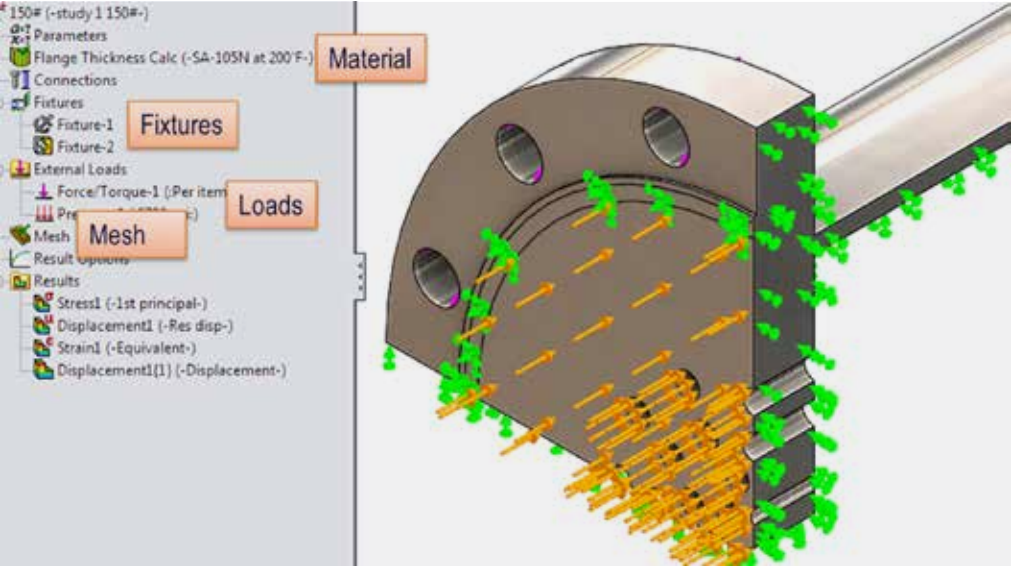 150# (-study 1 150#-)
Parameters
Flange Thickness Calc (-SA-105N at 200°F-)
Material
Connections
Fixtures
Fixture-1
Fixtures
Fixture-2
External Loads
Force/Torque-1 (:Per item
Loads
Mesh
Mesh
Result Options
Results
Stress1 (-1st principal-)
Displacement1 (-Res disp-)
Strain1 (-Equivalent-)
Displacement1{1} (-Displacement-)